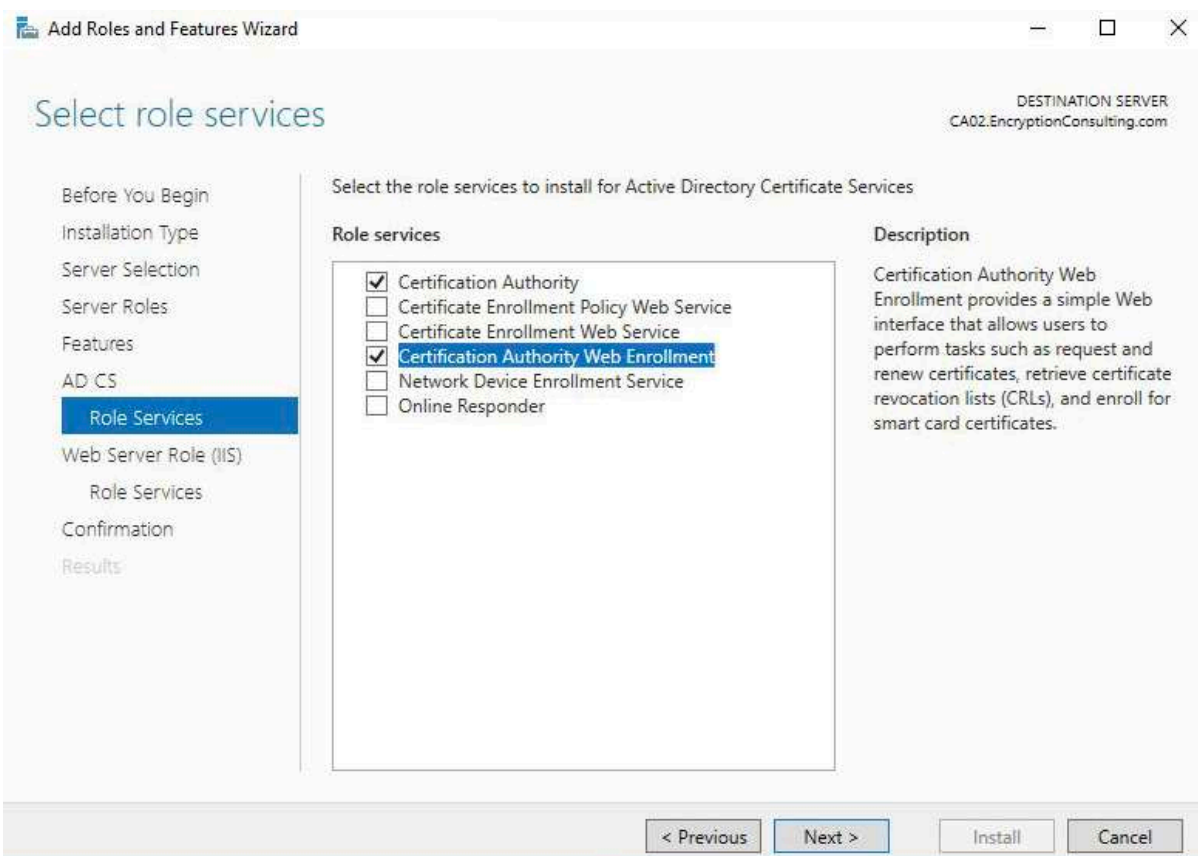 Add Roles and Features Wizard
Select role services
DESTINATION SERVER
CA02.EncryptionConsulting.com
Before You Begin
Installation Type
Server Selection
Server Roles
Features
AD CS
Role Services
Web Server Role (IIS)
Role Services
Confirmation
Results
Select the role services to install for Active Directory Certificate Services
Role services
Certification Authority
Certificate Enrollment Policy Web Service
Certificate Enrollment Web Service
Certification Authority Web Enrollment
Network Device Enrollment Service
Online Responder
Description
Certification Authority Web
Enrollment provides a simple Web
interface that allows users to
perform tasks such as request and
renew certificates, retrieve certificate
revocation lists (CRLs), and enroll for
smart card certificates.
< Previous
Next >
Install
Cancel